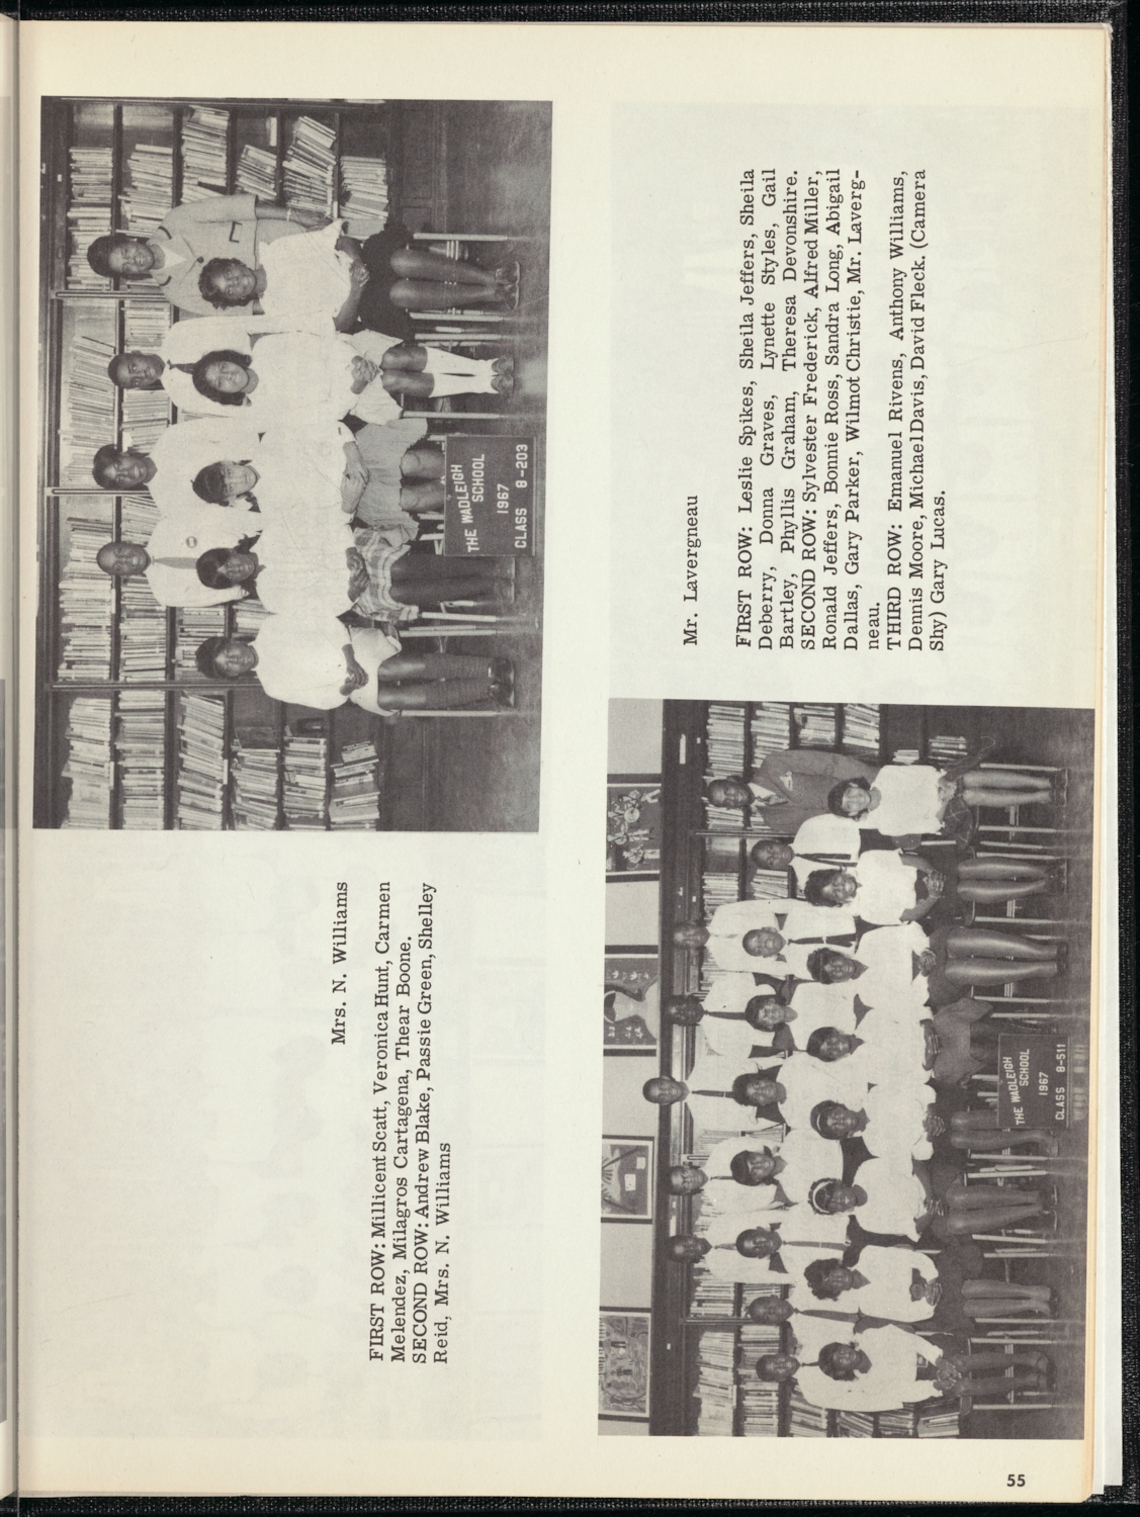 THE WADLEIGH
SCHOOL
1967
CLASS 8-203
Mrs. N. Williams
FIRST ROW: Millicent Scatt, Veronica Hunt, Carmen
Melendez, Milagros Cartagena, Thear Boone.
SECOND ROW: Andrew Blake, Passie Green, Shelley
Reid, Mrs. N. Williams
Mr. Lavergneau
FIRST ROW: Leslie Spikes, Sheila Jeffers, Sheila
Deberry, Donna Graves, Lynette Styles, Gail
Bartley, Phyllis Graham, Theresa Devonshire.
SECOND ROW: Sylvester Frederick, Alfred Miller,
Ronald Jeffers, Bonnie Ross, Sandra Long, Abigail
Dallas, Gary Parker, Wilmot Christie, Mr. Laverg-
neau.
THIRD ROW: Emanuel Rivens, Anthony Williams,
Dennis Moore, Michael Davis, David Fleck. (Camera
Shy) Gary Lucas.
THE WADLEIGH
SCHOOL
1967
CLASS 8-511
55